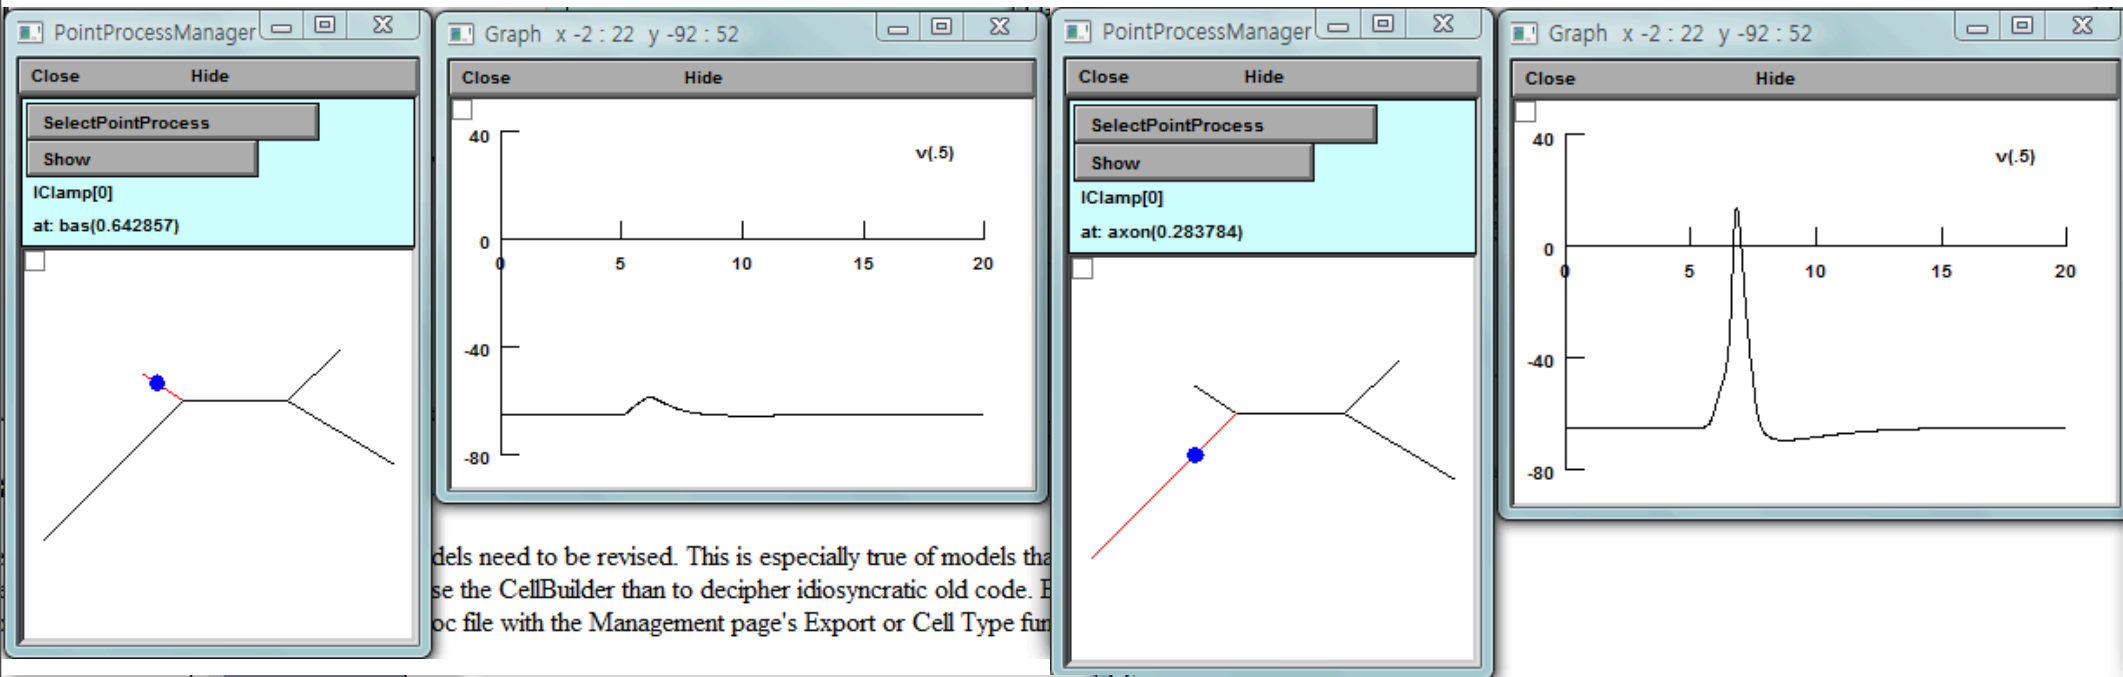 PointProcessManager
Close Hide
SelectPointProcess
Show
IClamp[0]
at: bas(0.642857)
Graph x -2 : 22 y -92 : 52
Close Hide
40
v(.5)
0
0 5 10 15 20
-40
-80
dels need to be revised. This is especially true of models tha
se the CellBuilder than to decipher idiosyncratic old code.
oc file with the Management page's Export or Cell Type fun
PointProcessManager
Close Hide
SelectPointProcess
Show
IClamp[0]
at: axon(0.283784)
Graph x -2 : 22 y -92 : 52
Close Hide
40
v(.5)
0
0 5 10 15 20
-40
-80